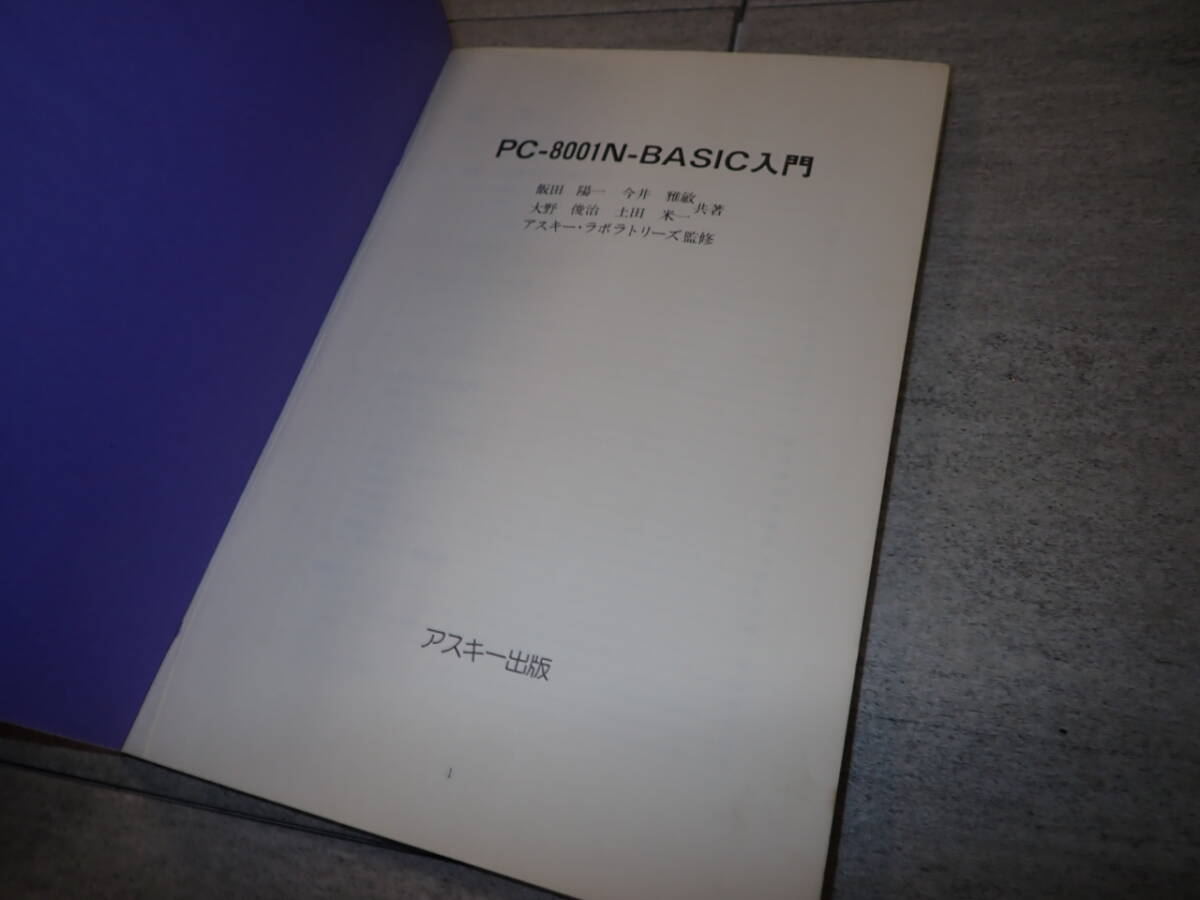 PC-8001N-BASIC入門
飯田 陽一 今井 雅敏
大野 俊治 土田 米一 共著
アスキー・ラボラトリーズ監修
アスキー出版
1